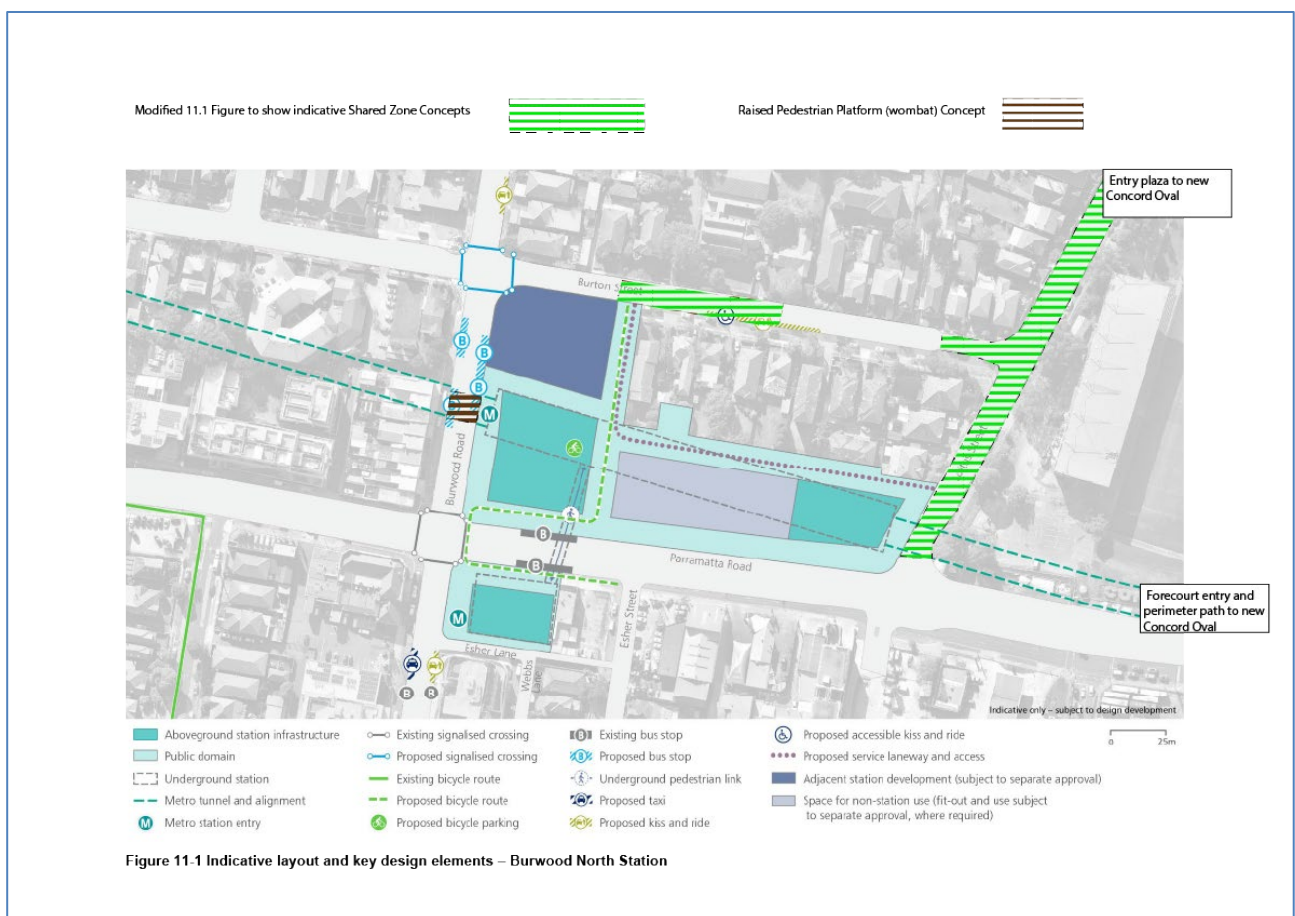 Modified 11.1 Figure to show indicative Shared Zone Concepts
Raised Pedestrian Platform (wombat) Concept
Entry plaza to new
Concord Oval
Burton Street
Burwood Road
M
B
B
B
Parramatta Road
B
B
M
Esher Street
Esher Lane
Webbs
Lane
B
B
Forecourt entry and
perimeter path to new
Concord Oval
Indicative only – subject to design development
Aboveground station infrastructure
Public domain
Underground station
Metro tunnel and alignment
M Metro station entry
Existing signalised crossing
Proposed signalised crossing
Existing bicycle route
Proposed bicycle route
Proposed bicycle parking
B Existing bus stop
B Proposed bus stop
Underground pedestrian link
Proposed taxi
Proposed kiss and ride
Proposed accessible kiss and ride
Proposed service laneway and access
Adjacent station development (subject to separate approval)
Space for non-station use (fit-out and use subject
to separate approval, where required)
0 25m
Figure 11-1 Indicative layout and key design elements – Burwood North Station